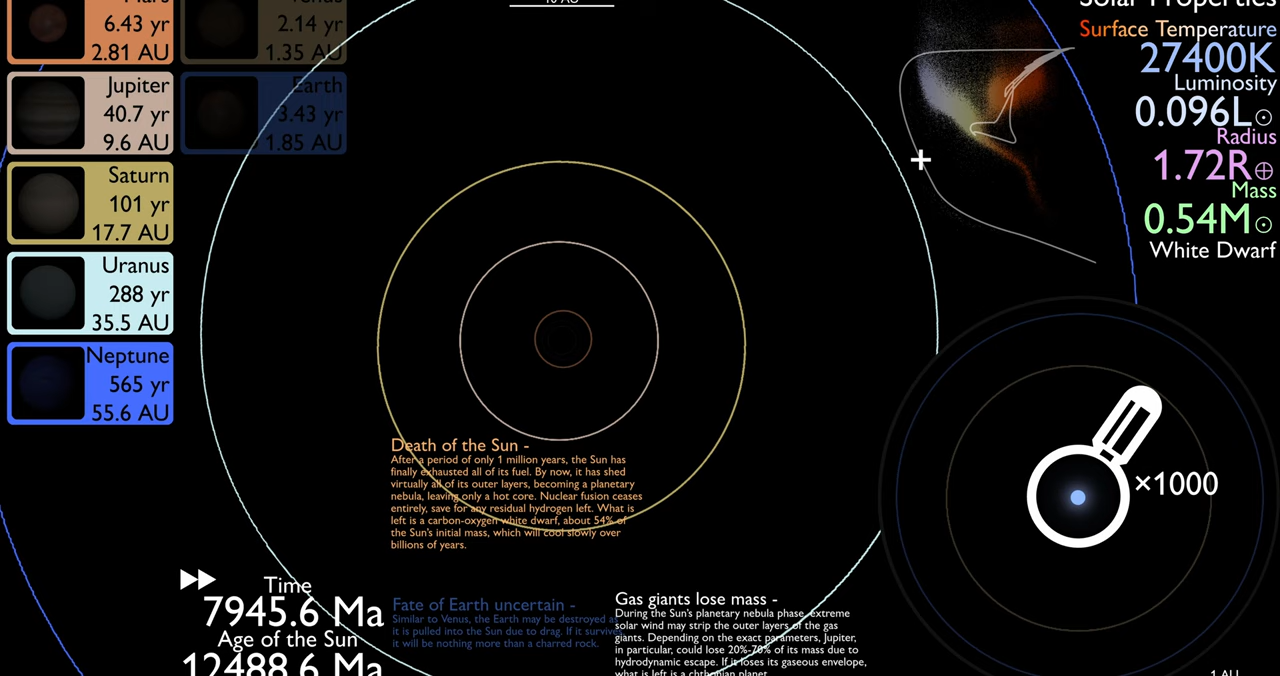 Mars
6.43 yr
2.81 AU
Venus
2.14 yr
1.35 AU
Jupiter
40.7 yr
9.6 AU
Earth
3.43 yr
1.85 AU
Saturn
101 yr
17.7 AU
Uranus
288 yr
35.5 AU
Neptune
565 yr
55.6 AU
10 AU
Solar Properties
Surface Temperature
27400K
Luminosity
0.096L☉
Radius
1.72R⊕
Mass
0.54M☉
White Dwarf
×1000
Death of the Sun -
After a period of only 1 million years, the Sun has
finally exhausted all of its fuel. By now, it has shed
virtually all of its outer layers, becoming a planetary
nebula, leaving only a hot core. Nuclear fusion ceases
entirely, save for any residual hydrogen left. What is
left is a carbon-oxygen white dwarf, about 54% of
the Sun's initial mass, which will cool slowly over
billions of years.
Time
7945.6 Ma
Age of the Sun
12488.6 Ma
Fate of Earth uncertain -
Similar to Venus, the Earth may be destroyed as
it is pulled into the Sun due to drag. If it survives,
it will be nothing more than a charred rock.
Gas giants lose mass -
During the Sun's planetary nebula phase, extreme
solar wind may strip the outer layers of the gas
giants. Depending on the exact parameters, Jupiter,
in particular, could lose 20%-70% of its mass due to
hydrodynamic escape. If it loses its gaseous envelope,
what is left is a chthonian planet.
1 AU